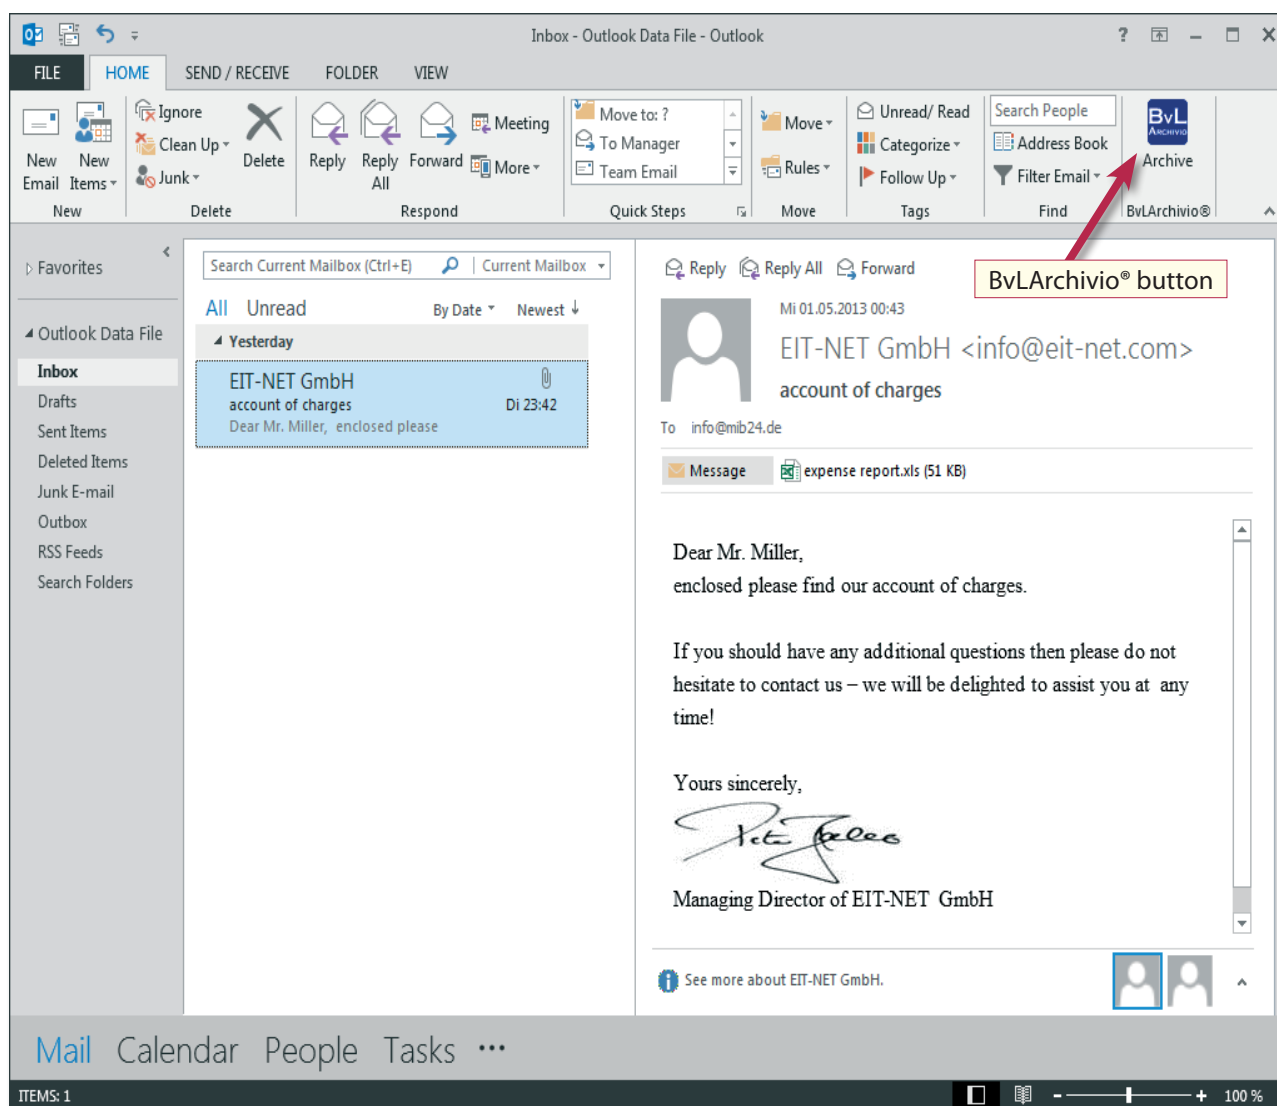 Inbox - Outlook Data File - Outlook
?
FILE HOME SEND / RECEIVE FOLDER VIEW
New Email
New Items
New
Ignore
Clean Up
Junk
Delete
Delete
Reply
Reply All
Forward
Meeting
More
Respond
Move to: ?
To Manager
Team Email
Quick Steps
Move
Rules
Move
Unread/ Read
Categorize
Follow Up
Tags
Search People
Address Book
Filter Email
Find
BvL
ARCHIVIO
Archive
BvLArchivio®
BvLArchivio® button
Favorites
Outlook Data File
Inbox
Drafts
Sent Items
Deleted Items
Junk E-mail
Outbox
RSS Feeds
Search Folders
Search Current Mailbox (Ctrl+E) Current Mailbox
All Unread By Date Newest
Yesterday
EIT-NET GmbH
account of charges Di 23:42
Dear Mr. Miller, enclosed please
Reply Reply All Forward
Mi 01.05.2013 00:43
EIT-NET GmbH <info@eit-net.com>
account of charges
To info@mib24.de
Message expense report.xls (51 KB)
Dear Mr. Miller,
enclosed please find our account of charges.
If you should have any additional questions then please do not
hesitate to contact us – we will be delighted to assist you at any
time!
Yours sincerely,
Managing Director of EIT-NET GmbH
See more about EIT-NET GmbH.
Mail Calendar People Tasks •••
ITEMS: 1
100 %